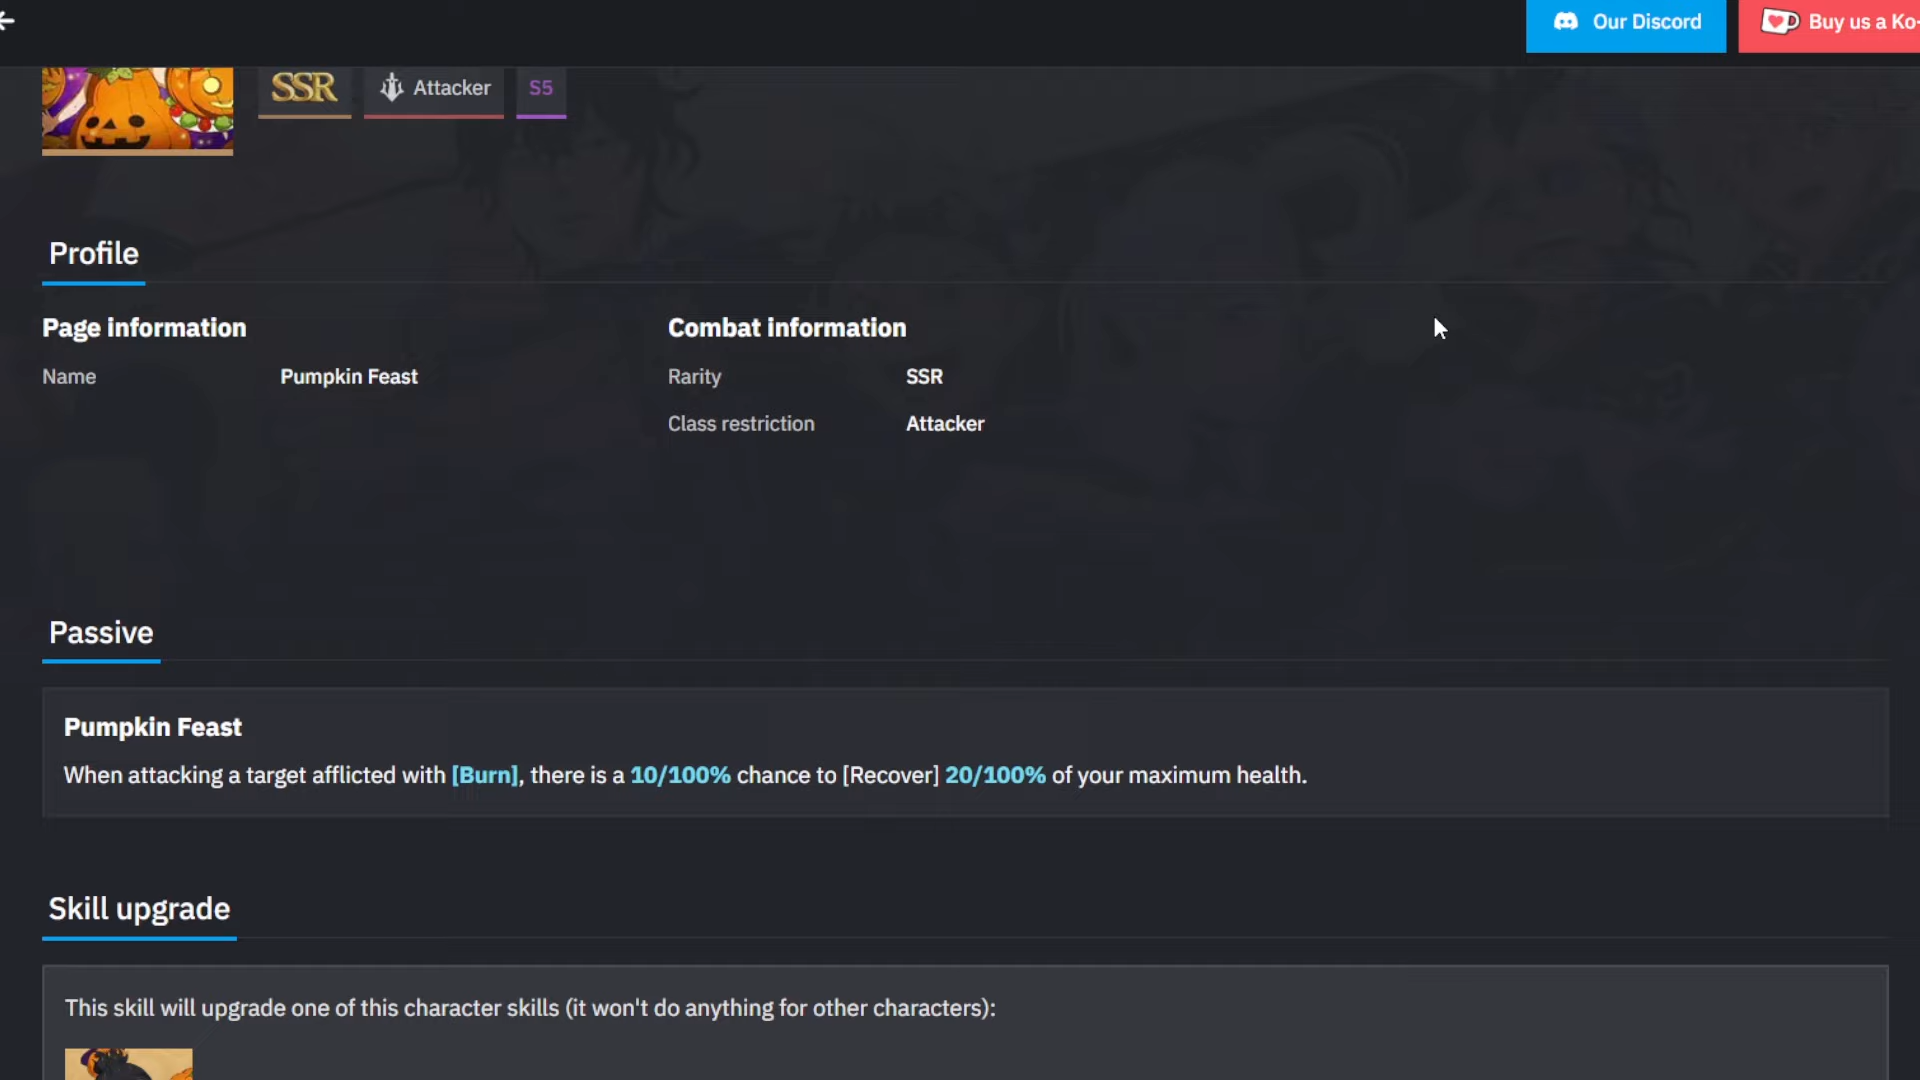 Our Discord
Buy us a Ko-
SSR Attacker S5
Profile
Page information
Combat information
Name Pumpkin Feast
Rarity SSR
Class restriction Attacker
Passive
Pumpkin Feast
When attacking a target afflicted with [Burn], there is a 10/100% chance to [Recover] 20/100% of your maximum health.
Skill upgrade
This skill will upgrade one of this character skills (it won't do anything for other characters):